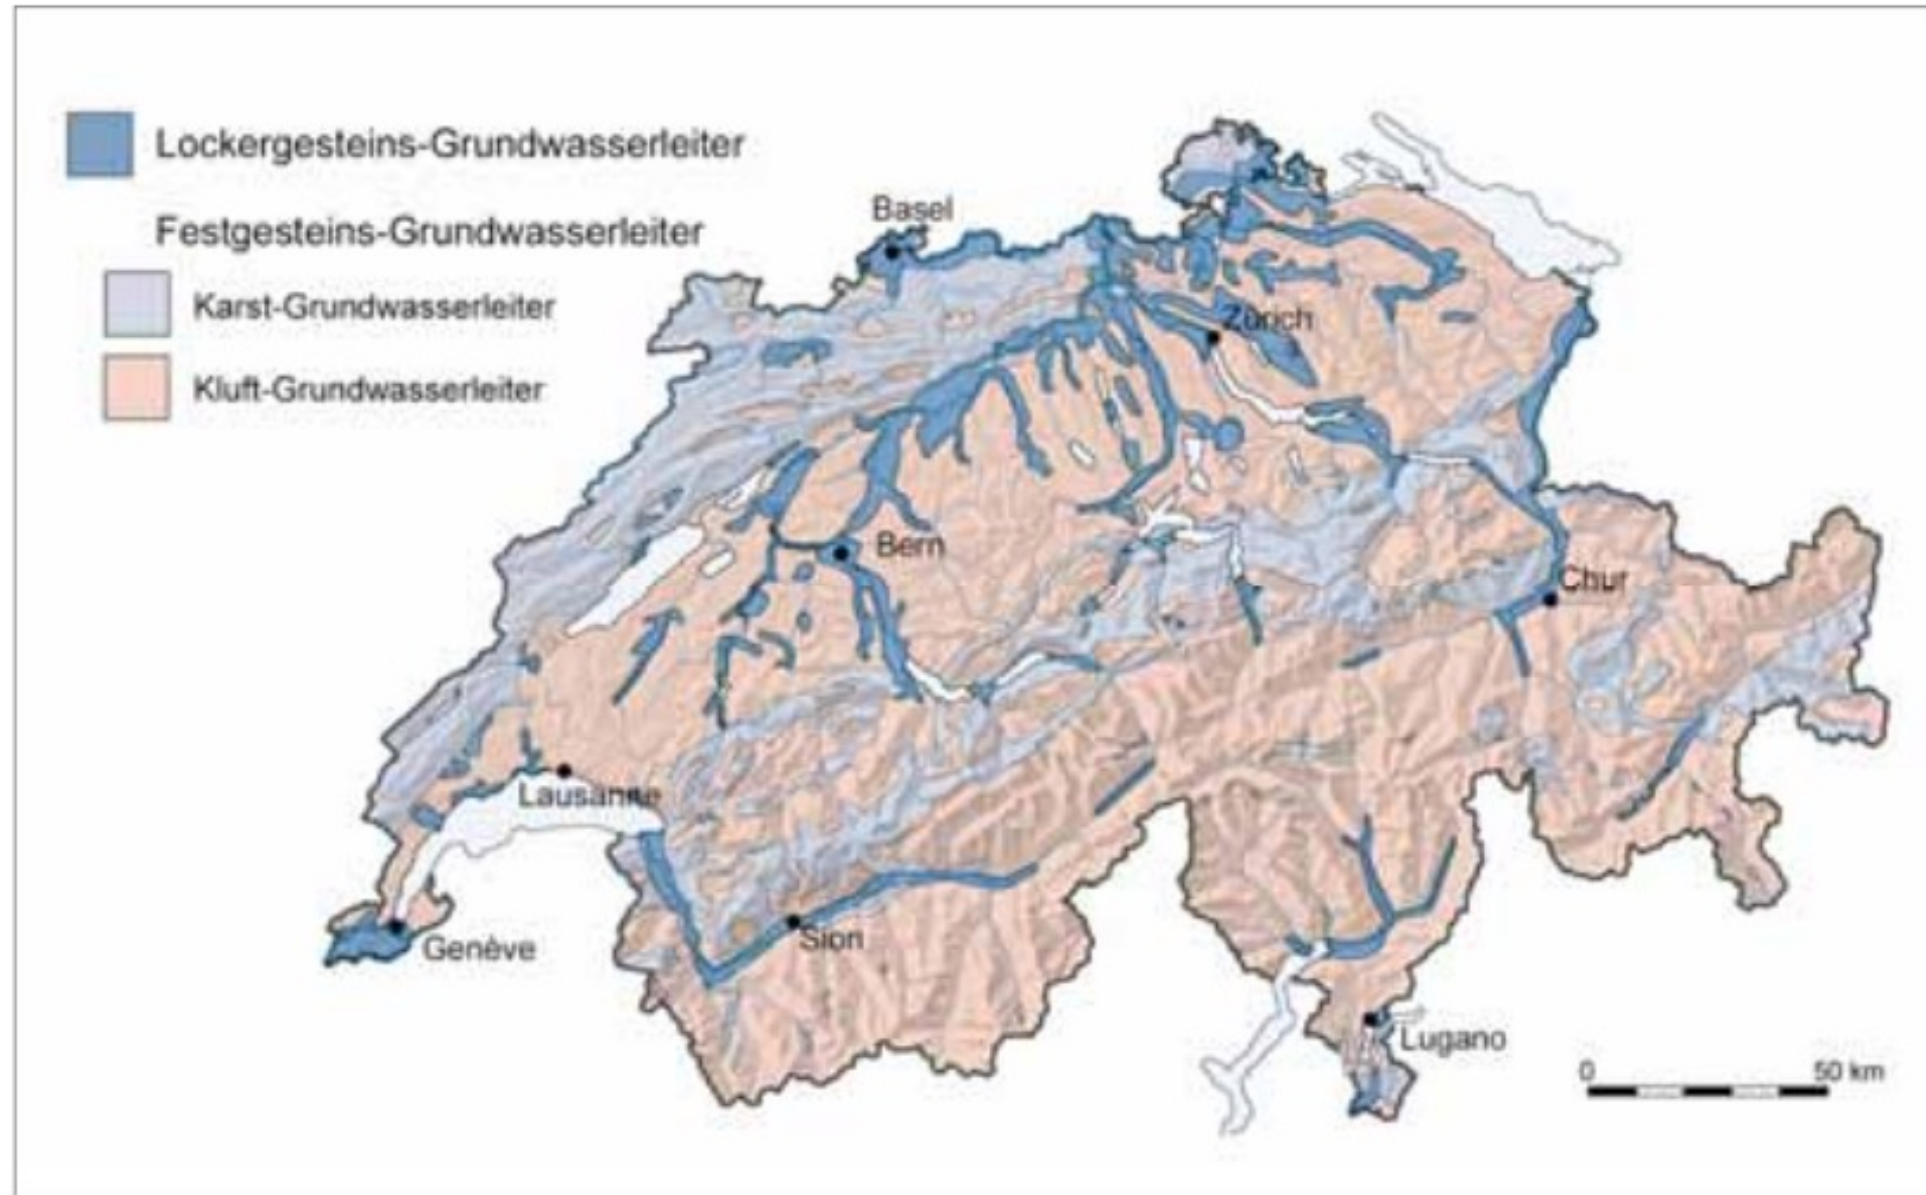 Lockergesteins-Grundwasserleiter
Festgesteins-Grundwasserleiter
Karst-Grundwasserleiter
Kluft-Grundwasserleiter
Basel
Zürich
Bern
Chur
Lausanne
Sion
Genève
Lugano
0 50 km